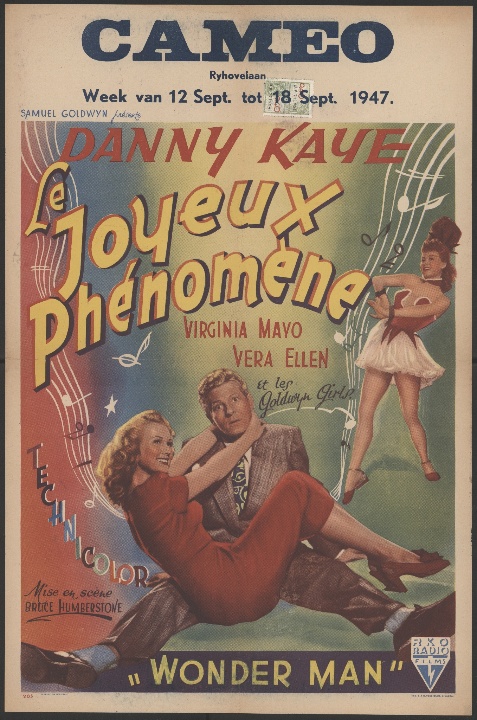 CAMEO
Ryhovelaan
Week van 12 Sept. tot 18 Sept. 1947.
SAMUEL GOLDWYN présente
DANNY KAYE
Le
Joyeux
Phénomène
VIRGINIA MAYO
VERA ELLEN
et les
Goldwyn Girls
TECHNICOLOR
Mise en scène
BRUCE HUMBERSTONE
RKO
RADIO
FILMS
"WONDER MAN"